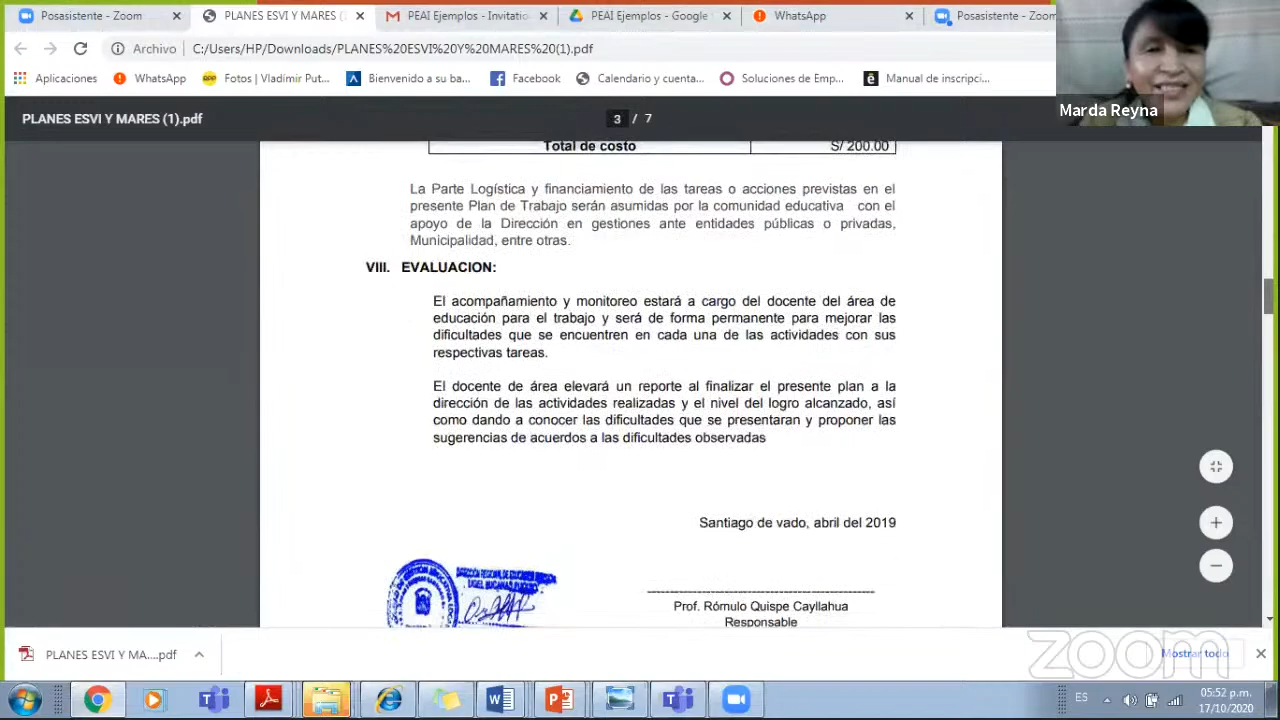 Posasistente - Zoom
PLANES ESVI Y MARES (
PEAI Ejemplos - Invitatio
PEAI Ejemplos - Google
WhatsApp
Posasistente - Zoom
Archivo
C:/Users/HP/Downloads/PLANES%20ESVI%20Y%20MARES%20(1).pdf
Aplicaciones
WhatsApp
Fotos | Vladímir Put...
Bienvenido a su ba...
Facebook
Calendario y cuenta...
Soluciones de Emp...
Manual de inscripci...
Marda Reyna
PLANES ESVI Y MARES (1).pdf
3 / 7
Total de costo S/ 200.00
La Parte Logística y financiamiento de las tareas o acciones previstas en el
presente Plan de Trabajo serán asumidas por la comunidad educativa con el
apoyo de la Dirección en gestiones ante entidades públicas o privadas,
Municipalidad, entre otras.
VIII. EVALUACION:
El acompañamiento y monitoreo estará a cargo del docente del área de
educación para el trabajo y será de forma permanente para mejorar las
dificultades que se encuentren en cada una de las actividades con sus
respectivas tareas.
El docente de área elevará un reporte al finalizar el presente plan a la
dirección de las actividades realizadas y el nivel del logro alcanzado, así
como dando a conocer las dificultades que se presentaran y proponer las
sugerencias de acuerdos a las dificultades observadas
Santiago de vado, abril del 2019
Prof. Rómulo Quispe Cayllahua
Responsable
PLANES ESVI Y MA....pdf
zoom
Mostrar todo
ES
05:52 p.m.
17/10/2020